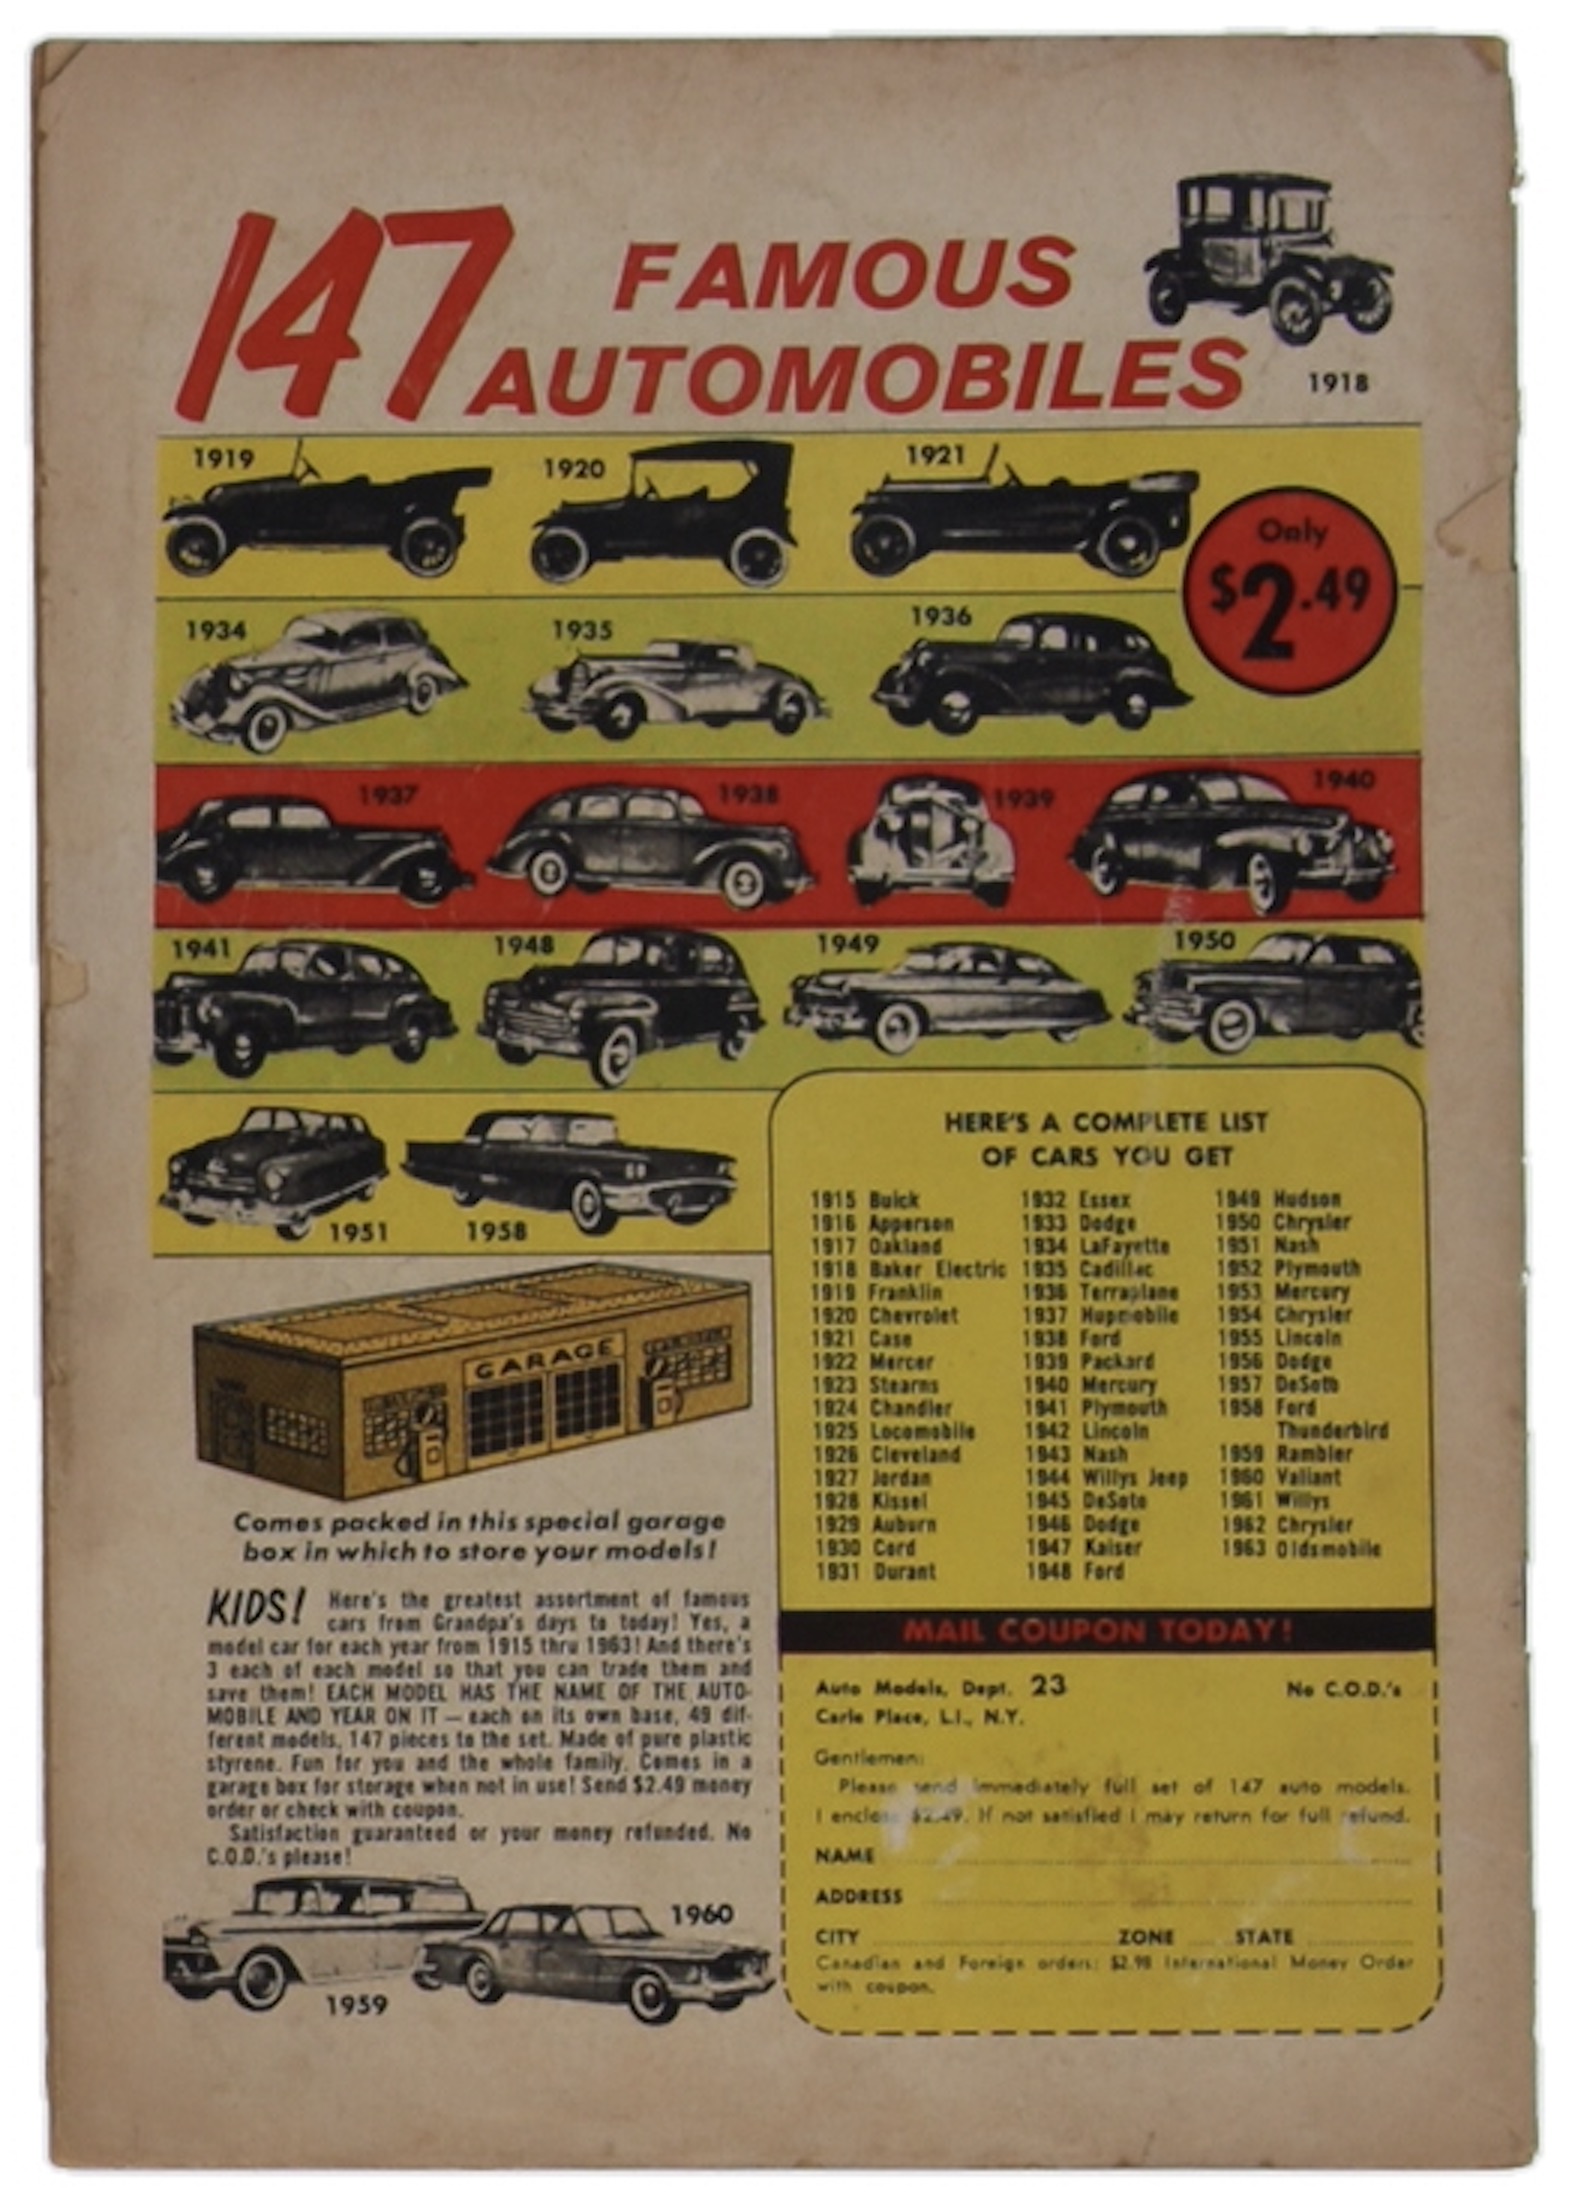 147 FAMOUS
AUTOMOBILES
1918
1919
1920
1921
Only
$2.49
1934
1935
1936
1937
1938
1939
1940
1941
1948
1949
1950
1951
1958
HERE'S A COMPLETE LIST
OF CARS YOU GET
1915 Buick
1916 Apperson
1917 Oakland
1918 Baker Electric
1919 Franklin
1920 Chevrolet
1921 Case
1922 Mercer
1923 Stearns
1924 Chandler
1925 Locomobile
1926 Cleveland
1927 Jordan
1928 Kissel
1929 Auburn
1930 Cord
1931 Durant
1932 Essex
1933 Dodge
1934 LaFayette
1935 Cadillac
1936 Terraplane
1937 Hupmobile
1938 Ford
1939 Packard
1940 Mercury
1941 Plymouth
1942 Lincoln
1943 Nash
1944 Willys Jeep
1945 DeSoto
1946 Dodge
1947 Kaiser
1948 Ford
1949 Hudson
1950 Chrysler
1951 Nash
1952 Plymouth
1953 Mercury
1954 Chrysler
1955 Lincoln
1956 Dodge
1957 DeSoto
1958 Ford
Thunderbird
1959 Rambler
1960 Valiant
1961 Willys
1962 Chrysler
1963 Oldsmobile
GARAGE
Comes packed in this special garage
box in which to store your models!
KIDS! Here's the greatest assortment of famous
cars from Grandpa's days to today! Yes, a
model car for each year from 1915 thru 1963! And there's
3 each of each model so that you can trade them and
save them! EACH MODEL HAS THE NAME OF THE AUTO-
MOBILE AND YEAR ON IT — each on its own base, 49 dif-
ferent models, 147 pieces to the set. Made of pure plastic
styrene. Fun for you and the whole family. Comes in a
garage box for storage when not in use! Send $2.49 money
order or check with coupon.
Satisfaction guaranteed or your money refunded. No
C.O.D.'s please!
1959
1960
MAIL COUPON TODAY!
Auto Models, Dept. 23 No C.O.D.'s
Carle Place, L.I., N.Y.
Gentlemen:
Please send immediately full set of 147 auto models.
I enclose $2.49. If not satisfied I may return for full refund.
NAME
ADDRESS
CITY ZONE STATE
Canadian and Foreign orders: $2.98 International Money Order
with coupon.